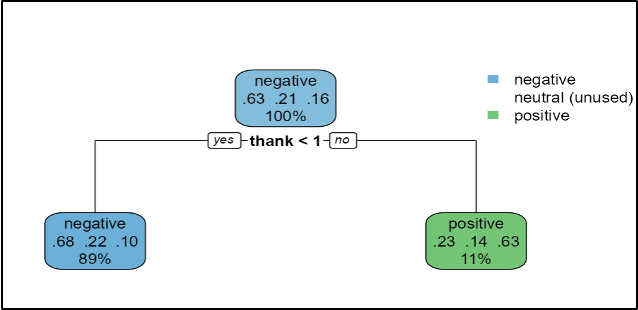 negative
.63 .21 .16
100%
negative
neutral (unused)
positive
yes thank < 1 no
negative
.68 .22 .10
89%
positive
.23 .14 .63
11%